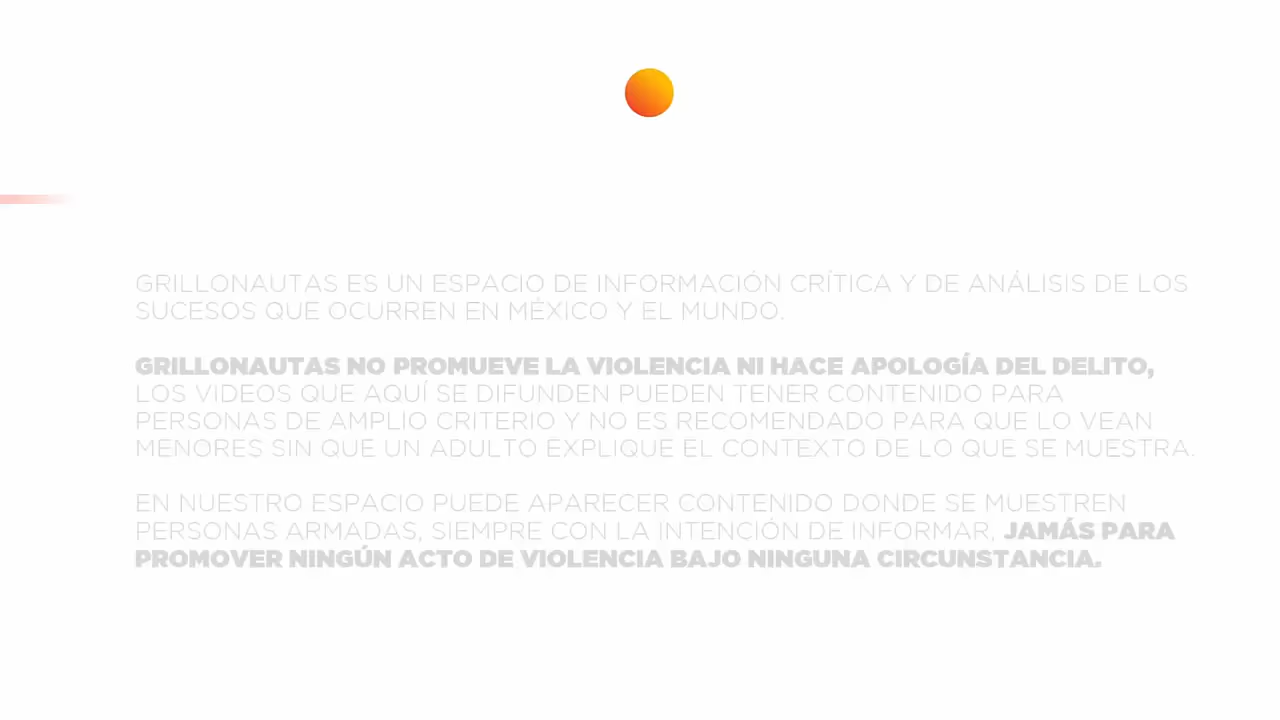 GRILLONAUTAS ES UN ESPACIO DE INFORMACIÓN CRÍTICA Y DE ANÁLISIS DE LOS
SUCESOS QUE OCURREN EN MÉXICO Y EL MUNDO.
GRILLONAUTAS NO PROMUEVE LA VIOLENCIA NI HACE APOLOGÍA DEL DELITO,
LOS VIDEOS QUE AQUÍ SE DIFUNDEN PUEDEN TENER CONTENIDO PARA
PERSONAS DE AMPLIO CRITERIO Y NO ES RECOMENDADO PARA QUE LO VEAN
MENORES SIN QUE UN ADULTO EXPLIQUE EL CONTEXTO DE LO QUE SE MUESTRA.
EN NUESTRO ESPACIO PUEDE APARECER CONTENIDO DONDE SE MUESTREN
PERSONAS ARMADAS, SIEMPRE CON LA INTENCIÓN DE INFORMAR, JAMÁS PARA
PROMOVER NINGÚN ACTO DE VIOLENCIA BAJO NINGUNA CIRCUNSTANCIA.